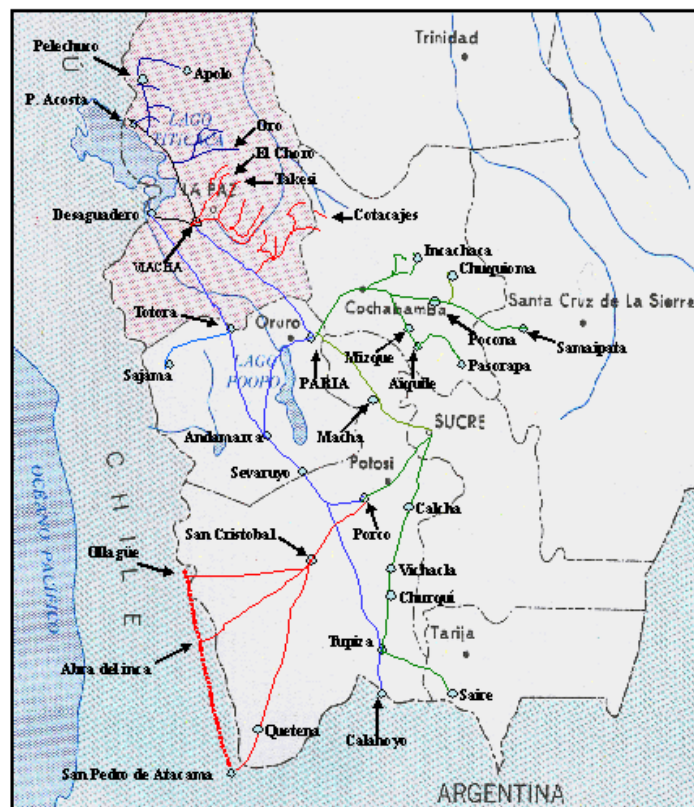 Trinidad
Pelechuco
Apolo
P. Acosta
LAGO
TITICACA
Oro
El Choro
Takesi
LA PAZ
Desaguadero
Cotacajes
VIACHA
Incachaca
Chuquioma
Totora
Oruro
Cochabamba
Santa Cruz de La Sierre
Pocona
Samaipata
Mizque
LAGO
POOPO
Sajama
PARIA
Aiquile
Pasorapa
Macha
SUCRE
Andamarca
Sevaruyo
Potosi
CHILE
OCEANO PACIFICO
San Cristobal
Porco
Calcha
Ollagüe
Vichacla
Churqui
Tupiza
Tarija
Abra del inca
Saire
Quetena
Calahoyo
San Pedro de Atacama
ARGENTINA